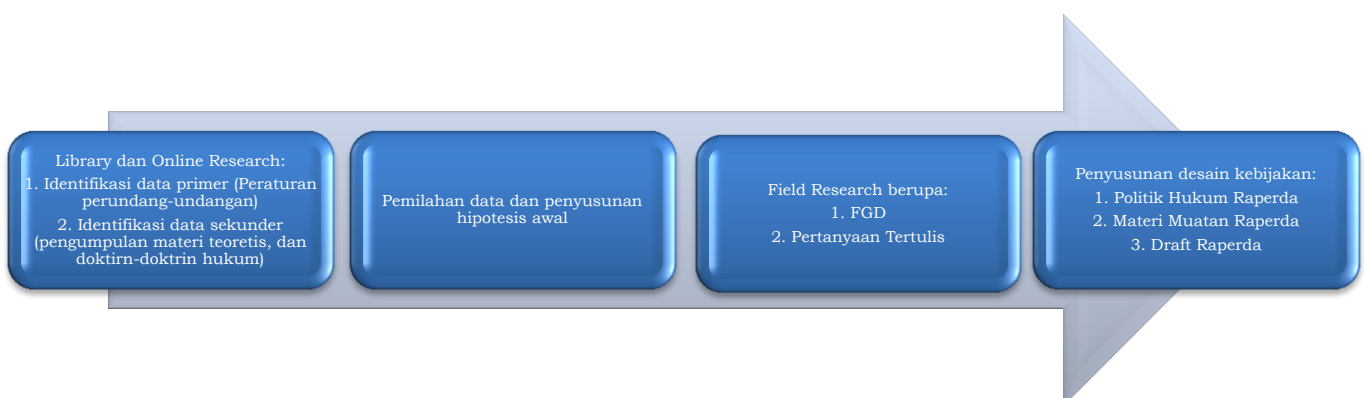 Library dan Online Research:
1. Identifikasi data primer (Peraturan
perundang-undangan)
2. Identifikasi data sekunder
(pengumpulan materi teoretis, dan
doktirn-doktrin hukum)
Pemilahan data dan penyusunan
hipotesis awal
Field Research berupa:
1. FGD
2. Pertanyaan Tertulis
Penyusunan desain kebijakan:
1. Politik Hukum Raperda
2. Materi Muatan Raperda
3. Draft Raperda